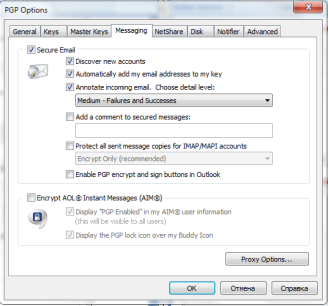 PGP Options
General Keys Master Keys Messaging NetShare Disk Notifier Advanced
Secure Email
Discover new accounts
Automatically add my email addresses to my key
Annotate incoming email. Choose detail level:
Medium - Failures and Successes
Add a comment to secured messages:
Protect all sent message copies for IMAP/MAPI accounts
Encrypt Only (recommended)
Enable PGP encrypt and sign buttons in Outlook
Encrypt AOL® Instant Messages (AIM®)
Display "PGP Enabled" in my AIM® user information
(this will be visible to all users)
Display the PGP lock icon over my Buddy Icon
Proxy Options...
OK Отмена Справка